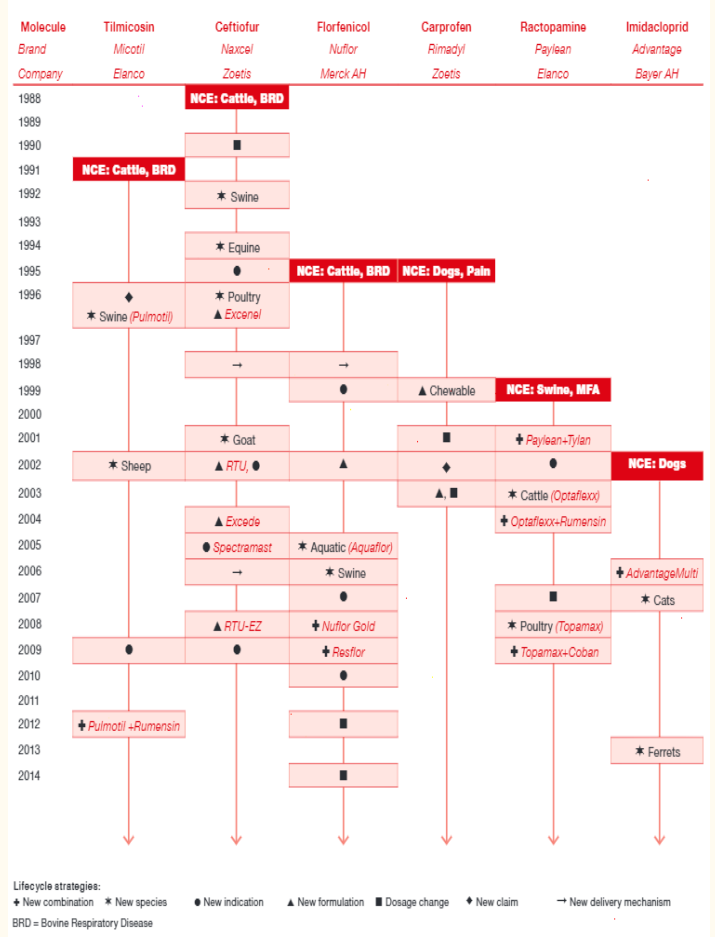 Molecule Tilmicosin Ceftiofur Florfenicol Carprofen Ractopamine Imidacloprid
Brand Micotil Naxcel Nuflor Rimadyl Paylean Advantage
Company Elanco Zoetis Merck AH Zoetis Elanco Bayer AH
1988 NCE: Cattle, BRD
1989
1990 ■
1991 NCE: Cattle, BRD
1992 ✶ Swine
1993
1994 ✶ Equine
1995 ● NCE: Cattle, BRD NCE: Dogs, Pain
1996 ◆ ✶ Poultry
✶ Swine (Pulmotil) ▲ Excenel
1997
1998 → →
1999 ● ▲ Chewable NCE: Swine, MFA
2000
2001 ✶ Goat ■ ✚ Paylean+Tylan
2002 ✶ Sheep ▲ RTU, ● ▲ ◆ ● NCE: Dogs
2003 ▲, ■ ✶ Cattle (Optaflexx)
2004 ▲ Excede ✚ Optaflexx+Rumensin
2005 ● Spectramast ✶ Aquatic (Aquaflor)
2006 → ✶ Swine ✚ AdvantageMulti
2007 ● ■ ✶ Cats
2008 ▲ RTU-EZ ✚ Nuflor Gold ✶ Poultry (Topamax)
2009 ● ● ✚ Resflor ✚ Topamax+Coban
2010 ●
2011
2012 ✚ Pulmotil +Rumensin ■
2013 ✶ Ferrets
2014 ■
Lifecycle strategies:
✚ New combination ✶ New species ● New indication ▲ New formulation ■ Dosage change ◆ New claim → New delivery mechanism
BRD = Bovine Respiratory Disease